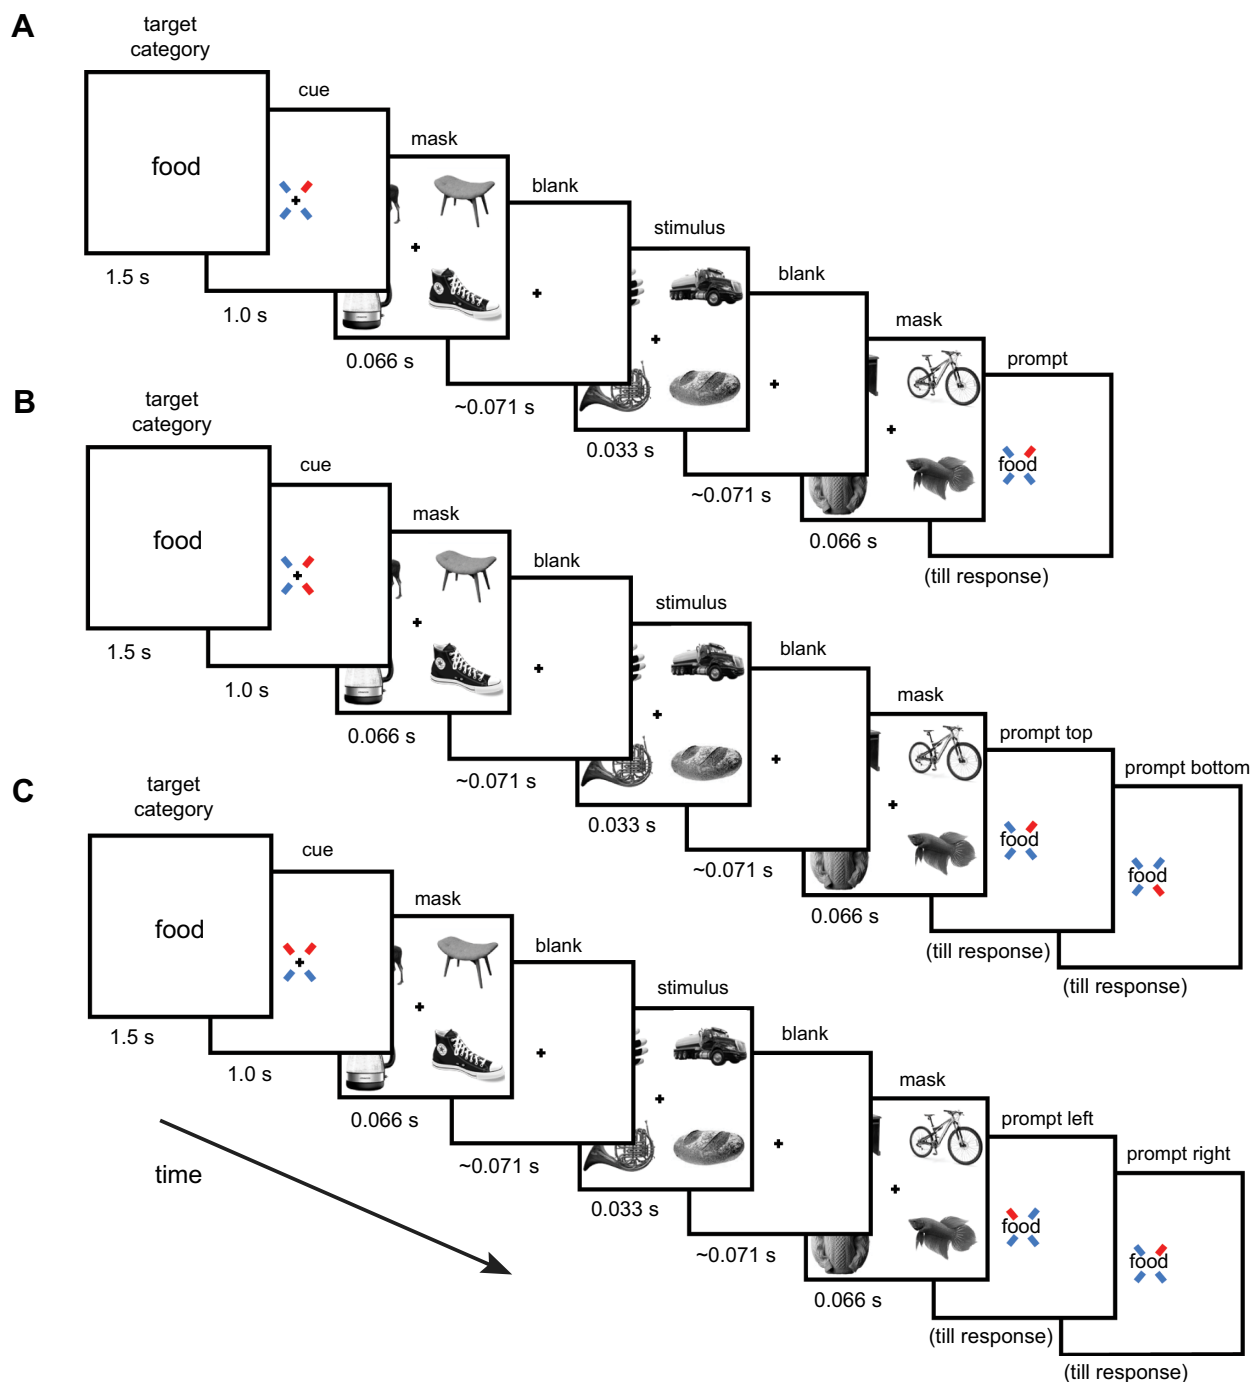 A
target
category
food
1.5 s
cue
1.0 s
mask
0.066 s
blank
~0.071 s
stimulus
0.033 s
blank
~0.071 s
mask
0.066 s
prompt
food
(till response)
B
target
category
food
1.5 s
cue
1.0 s
mask
0.066 s
blank
~0.071 s
stimulus
0.033 s
blank
~0.071 s
mask
0.066 s
prompt top
food
(till response)
prompt bottom
food
(till response)
C
target
category
food
1.5 s
cue
1.0 s
mask
0.066 s
blank
~0.071 s
stimulus
0.033 s
blank
~0.071 s
mask
0.066 s
prompt left
food
(till response)
prompt right
food
(till response)
time